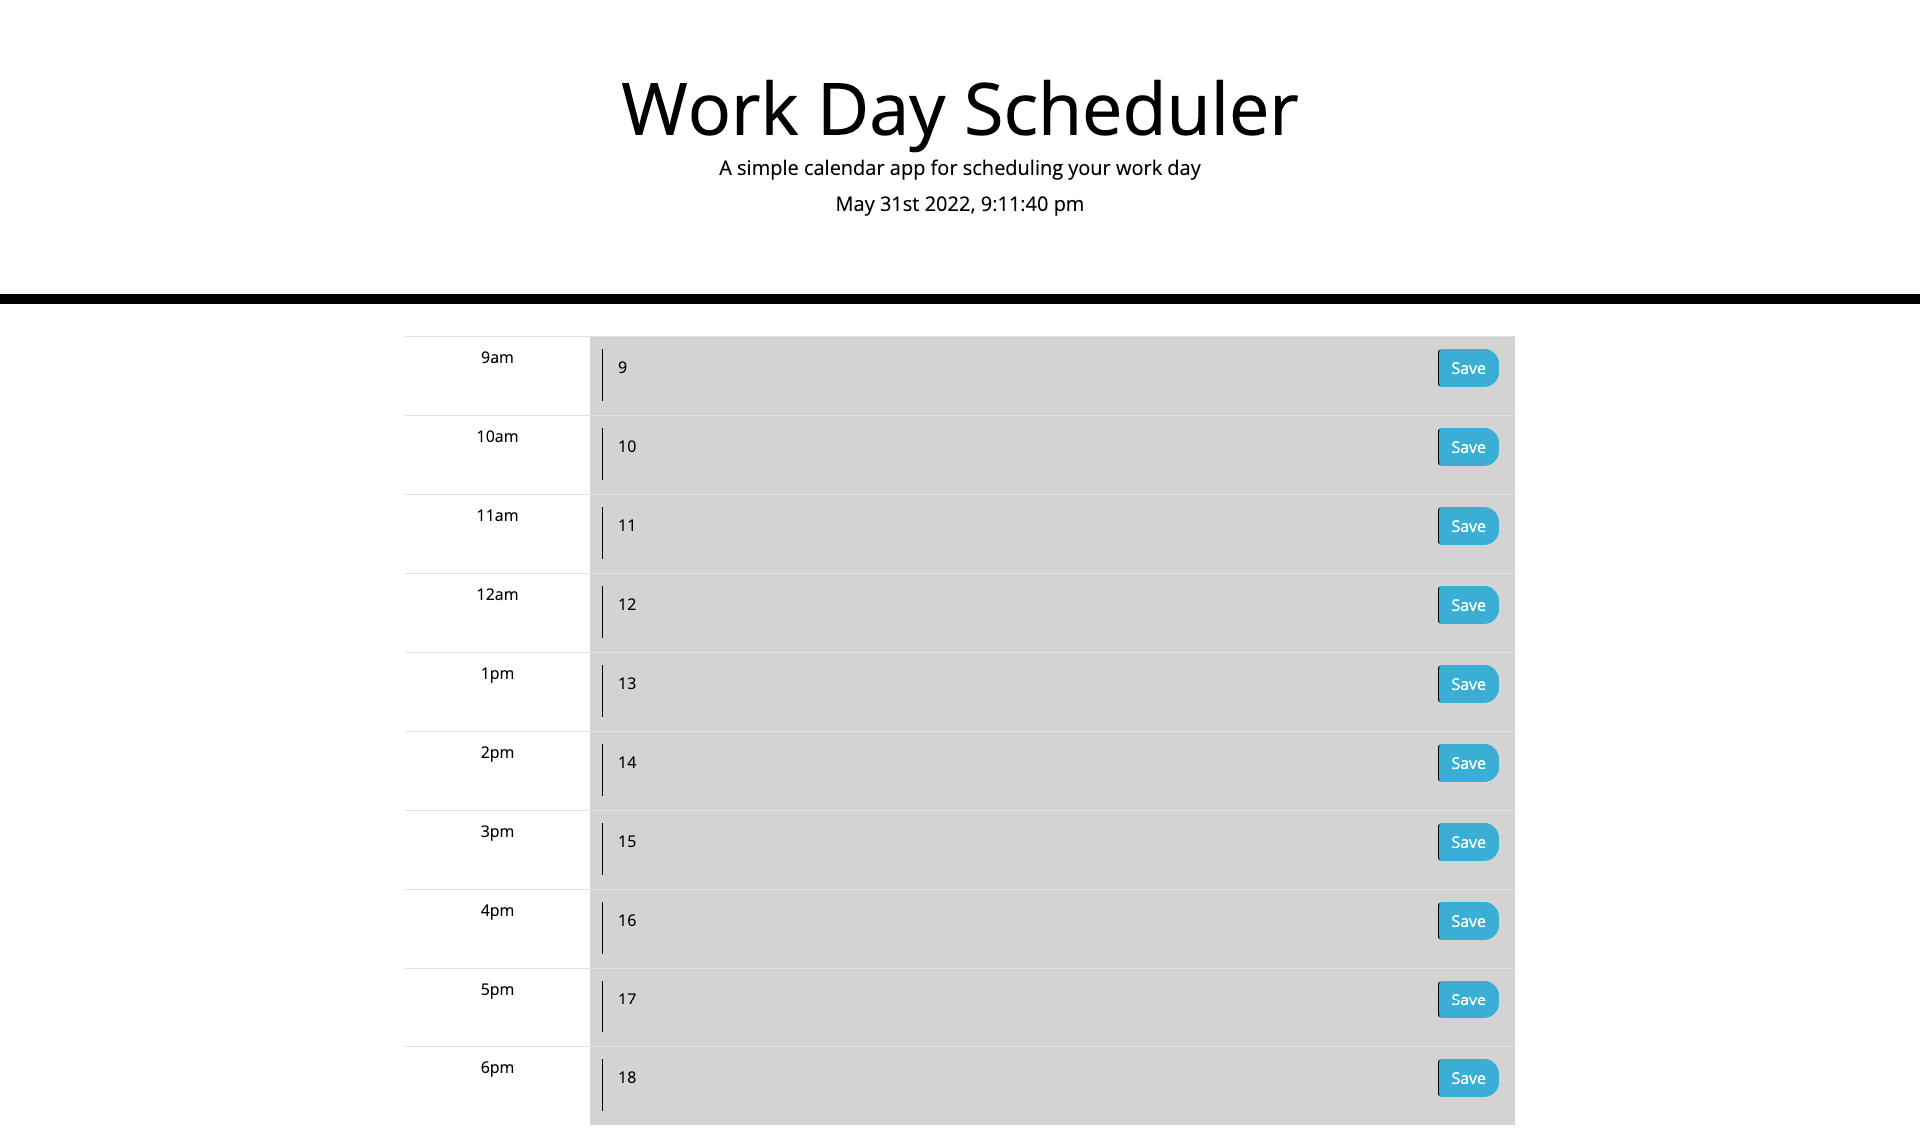 Work Day Scheduler
A simple calendar app for scheduling your work day
May 31st 2022, 9:11:40 pm
9am 9 Save
10am 10 Save
11am 11 Save
12am 12 Save
1pm 13 Save
2pm 14 Save
3pm 15 Save
4pm 16 Save
5pm 17 Save
6pm 18 Save